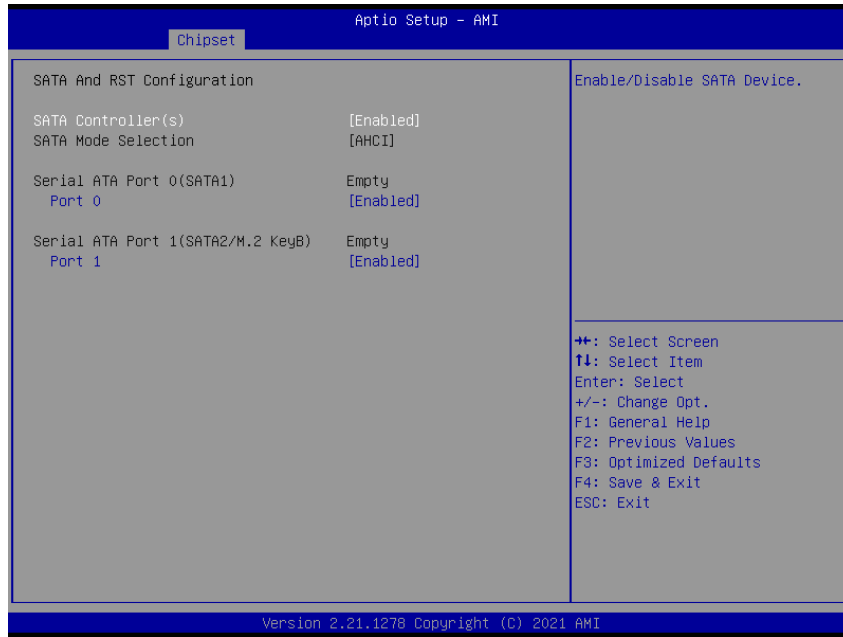 Aptio Setup – AMI
Chipset
SATA And RST Configuration
SATA Controller(s) [Enabled]
SATA Mode Selection [AHCI]
Serial ATA Port 0(SATA1) Empty
Port 0 [Enabled]
Serial ATA Port 1(SATA2/M.2 KeyB) Empty
Port 1 [Enabled]
Enable/Disable SATA Device.
→←: Select Screen
↑↓: Select Item
Enter: Select
+/-: Change Opt.
F1: General Help
F2: Previous Values
F3: Optimized Defaults
F4: Save & Exit
ESC: Exit
Version 2.21.1278 Copyright (C) 2021 AMI